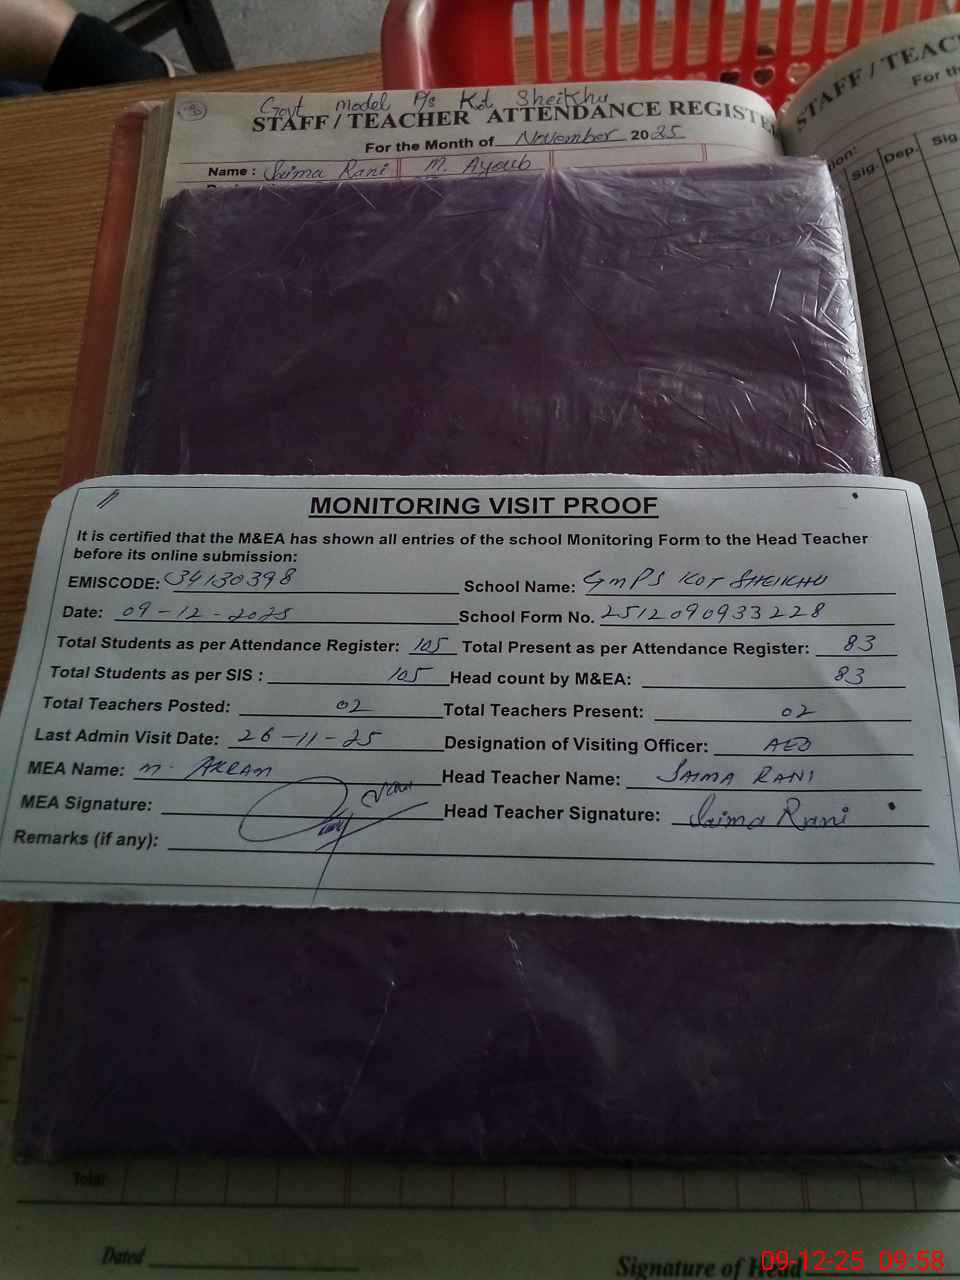 Govt model P/s Kot Sheikhu
STAFF / TEACHER ATTENDANCE REGISTE
For the Month of November 2025
Name : Saima Rani M. Ayoub
STAFF / TEAC
For th
Sig. Dep. Sig
MONITORING VISIT PROOF
It is certified that the M&EA has shown all entries of the school Monitoring Form to the Head Teacher
before its online submission:
EMISCODE: 34130398 School Name: GMPS KOT SHEIKHU
Date: 09-12-2025 School Form No. 2512090933228
Total Students as per Attendance Register: 105 Total Present as per Attendance Register: 83
Total Students as per SIS : 105 Head count by M&EA: 83
Total Teachers Posted: 02 Total Teachers Present: 02
Last Admin Visit Date: 26-11-25 Designation of Visiting Officer: AEO
MEA Name: M. AKRAM Head Teacher Name: SAIMA RANI
MEA Signature: Head Teacher Signature: Saima Rani
Remarks (if any):
Total
Dated
Signature of Head
09-12-25 09:58